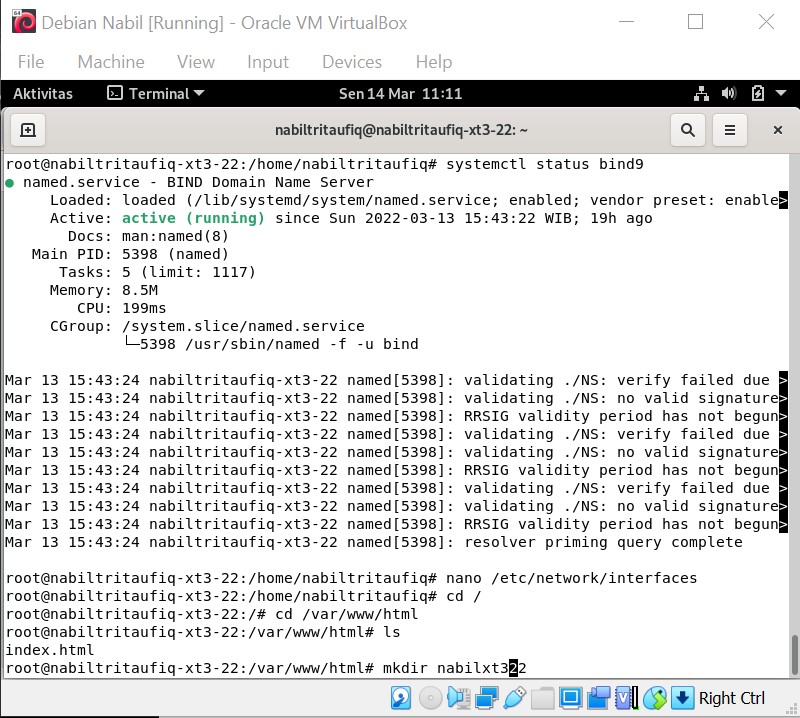 Debian Nabil [Running] - Oracle VM VirtualBox
File Machine View Input Devices Help
Aktivitas Terminal Sen 14 Mar 11:11
nabiltritaufiq@nabiltritaufiq-xt3-22: ~
root@nabiltritaufiq-xt3-22:/home/nabiltritaufiq# systemctl status bind9
● named.service - BIND Domain Name Server
Loaded: loaded (/lib/systemd/system/named.service; enabled; vendor preset: enable>
Active: active (running) since Sun 2022-03-13 15:43:22 WIB; 19h ago
Docs: man:named(8)
Main PID: 5398 (named)
Tasks: 5 (limit: 1117)
Memory: 8.5M
CPU: 199ms
CGroup: /system.slice/named.service
└─5398 /usr/sbin/named -f -u bind
Mar 13 15:43:24 nabiltritaufiq-xt3-22 named[5398]: validating ./NS: verify failed due >
Mar 13 15:43:24 nabiltritaufiq-xt3-22 named[5398]: validating ./NS: no valid signature>
Mar 13 15:43:24 nabiltritaufiq-xt3-22 named[5398]: RRSIG validity period has not begun>
Mar 13 15:43:24 nabiltritaufiq-xt3-22 named[5398]: validating ./NS: verify failed due >
Mar 13 15:43:24 nabiltritaufiq-xt3-22 named[5398]: validating ./NS: no valid signature>
Mar 13 15:43:24 nabiltritaufiq-xt3-22 named[5398]: RRSIG validity period has not begun>
Mar 13 15:43:24 nabiltritaufiq-xt3-22 named[5398]: validating ./NS: verify failed due >
Mar 13 15:43:24 nabiltritaufiq-xt3-22 named[5398]: validating ./NS: no valid signature>
Mar 13 15:43:24 nabiltritaufiq-xt3-22 named[5398]: RRSIG validity period has not begun>
Mar 13 15:43:24 nabiltritaufiq-xt3-22 named[5398]: resolver priming query complete
root@nabiltritaufiq-xt3-22:/home/nabiltritaufiq# nano /etc/network/interfaces
root@nabiltritaufiq-xt3-22:/home/nabiltritaufiq# cd /
root@nabiltritaufiq-xt3-22:/# cd /var/www/html
root@nabiltritaufiq-xt3-22:/var/www/html# ls
index.html
root@nabiltritaufiq-xt3-22:/var/www/html# mkdir nabilxt322
Right Ctrl